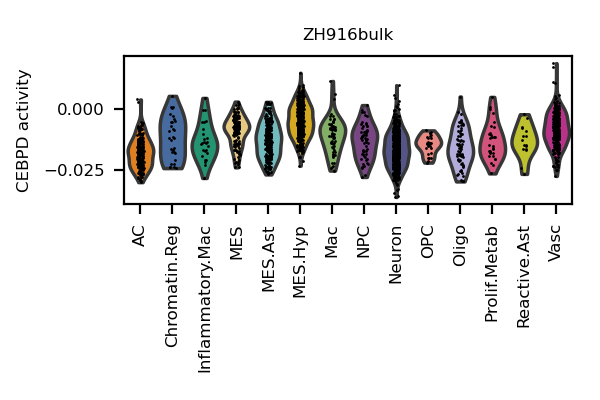 ZH916bulk
CEBPD activity
0.000
−0.025
AC
Chromatin.Reg
Inflammatory.Mac
MES
MES.Ast
MES.Hyp
Mac
NPC
Neuron
OPC
Oligo
Prolif.Metab
Reactive.Ast
Vasc